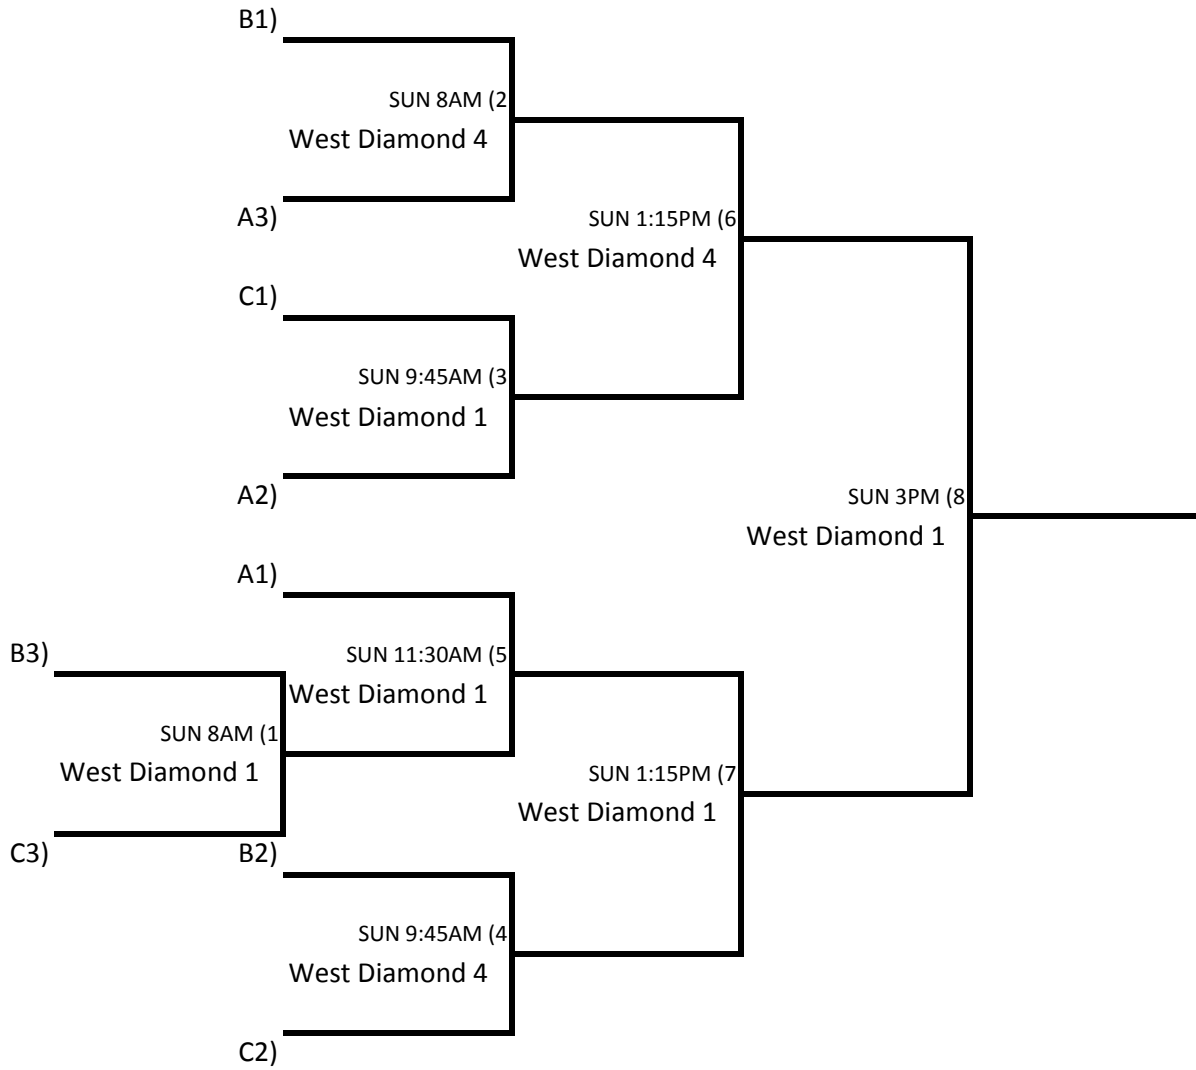 B1)
SUN 8AM (2
West Diamond 4
A3)
SUN 1:15PM (6
West Diamond 4
C1)
SUN 9:45AM (3
West Diamond 1
A2)
SUN 3PM (8
West Diamond 1
A1)
B3)
SUN 11:30AM (5
West Diamond 1
SUN 8AM (1
West Diamond 1
SUN 1:15PM (7
West Diamond 1
C3)
B2)
SUN 9:45AM (4
West Diamond 4
C2)